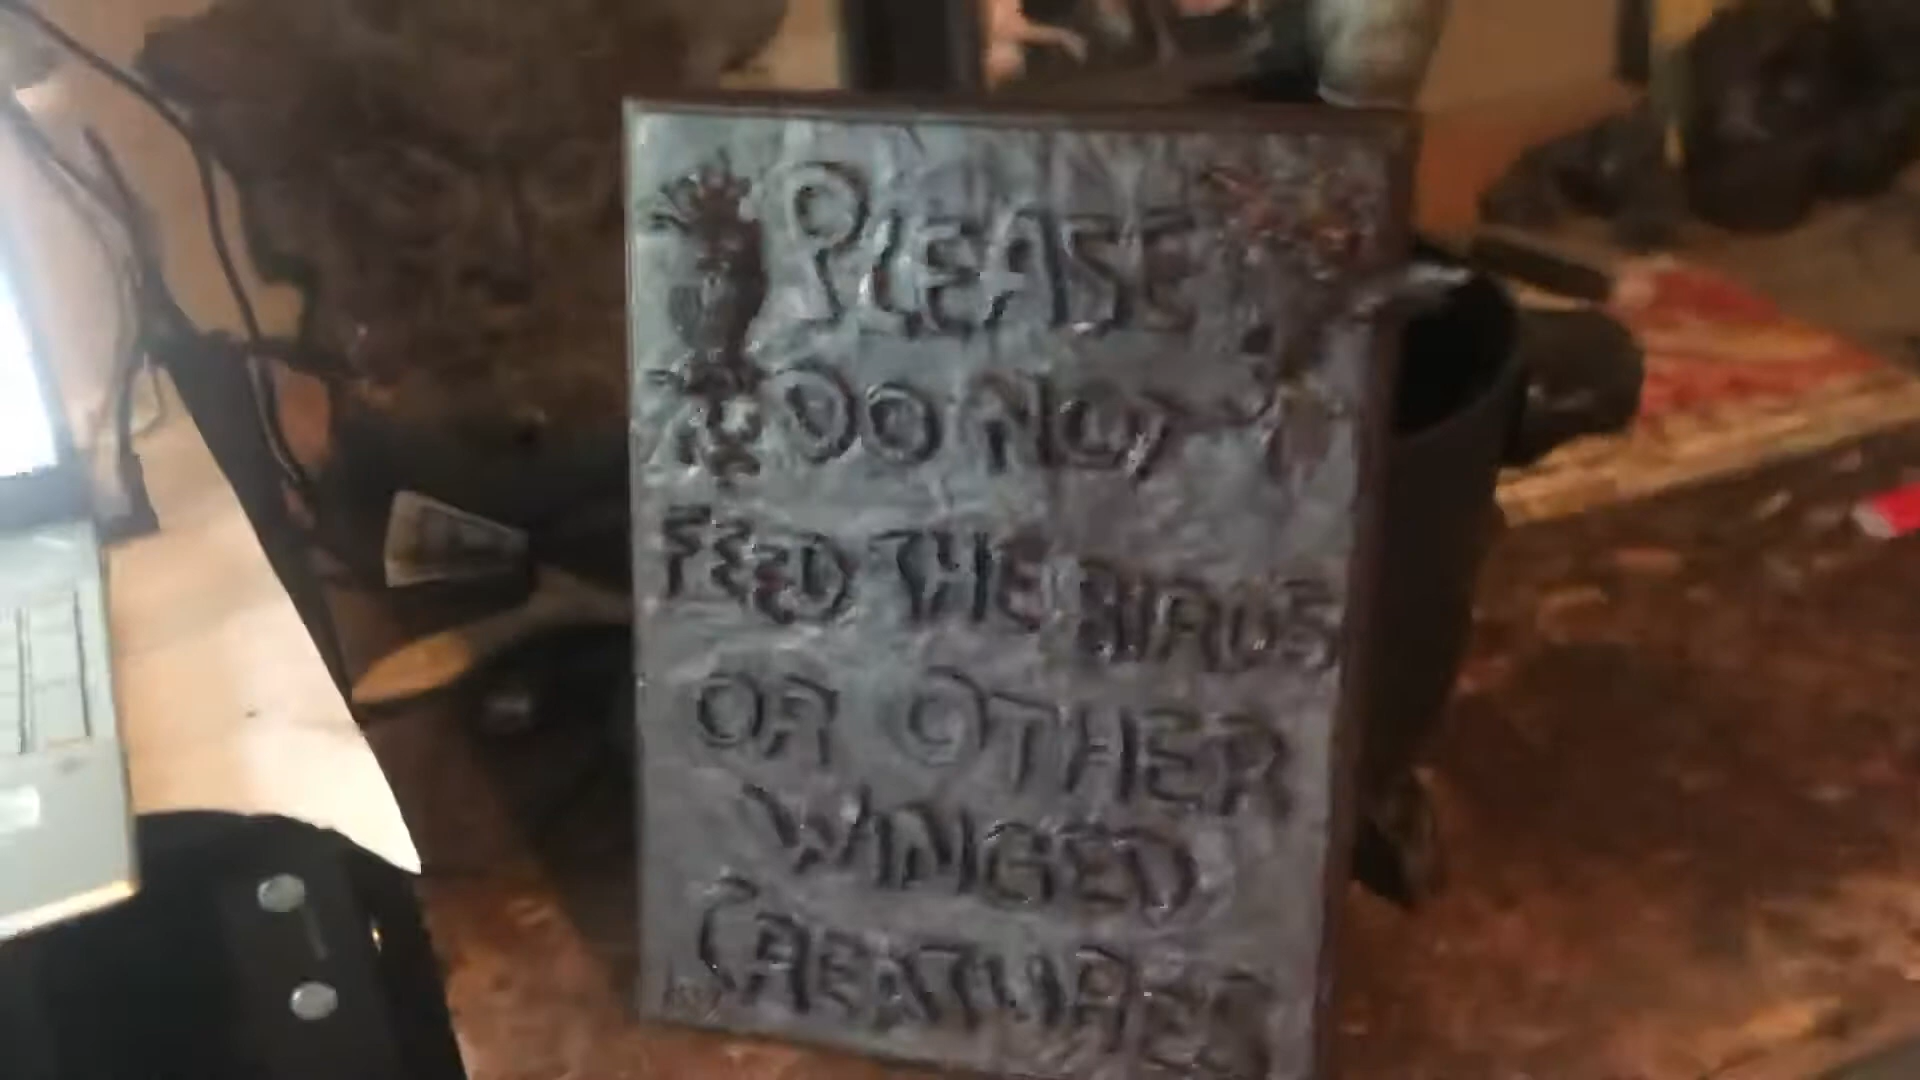 PLEASE
DO NOT
FEED THE BIRDS
OR OTHER
WINGED
CREATURES